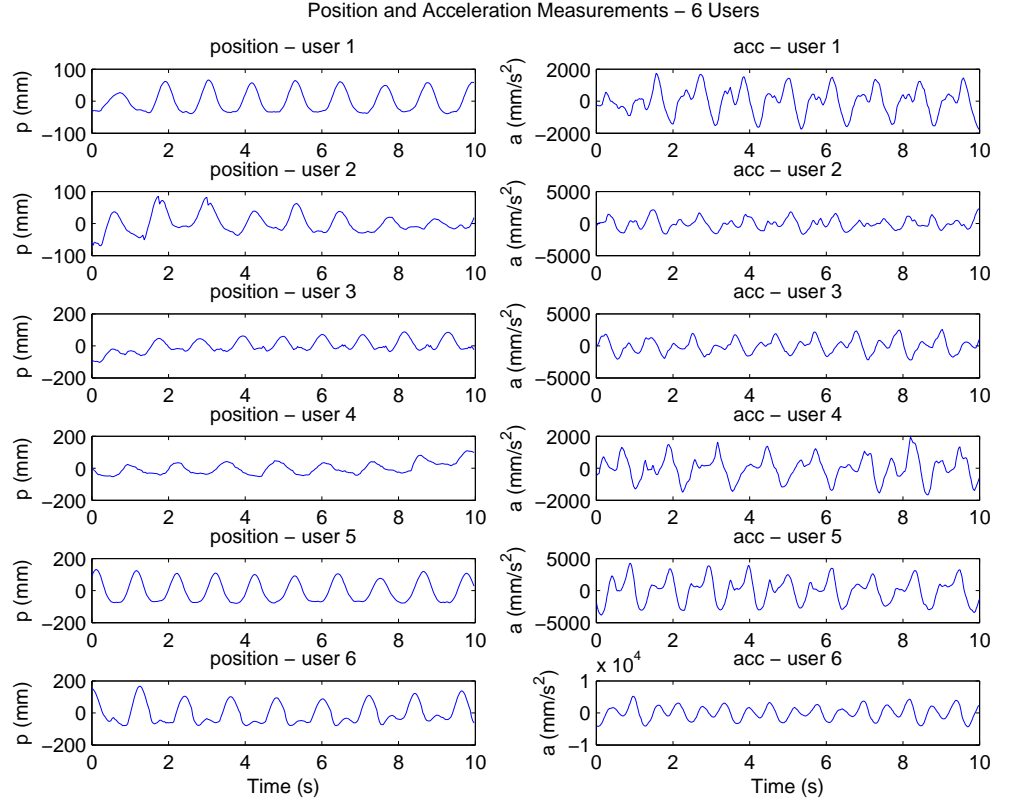 Position and Acceleration Measurements − 6 Users
position − user 1
p (mm)
100
0
−100
0 2 4 6 8 10
acc − user 1
a (mm/s²)
2000
0
−2000
0 2 4 6 8 10
position − user 2
p (mm)
100
0
−100
0 2 4 6 8 10
acc − user 2
a (mm/s²)
5000
0
−5000
0 2 4 6 8 10
position − user 3
p (mm)
200
0
−200
0 2 4 6 8 10
acc − user 3
a (mm/s²)
5000
0
−5000
0 2 4 6 8 10
position − user 4
p (mm)
200
0
−200
0 2 4 6 8 10
acc − user 4
a (mm/s²)
2000
0
−2000
0 2 4 6 8 10
position − user 5
p (mm)
200
0
−200
0 2 4 6 8 10
acc − user 5
a (mm/s²)
5000
0
−5000
0 2 4 6 8 10
position − user 6
p (mm)
200
0
−200
0 2 4 6 8 10
Time (s)
x 10⁴
acc − user 6
a (mm/s²)
1
0
−1
0 2 4 6 8 10
Time (s)